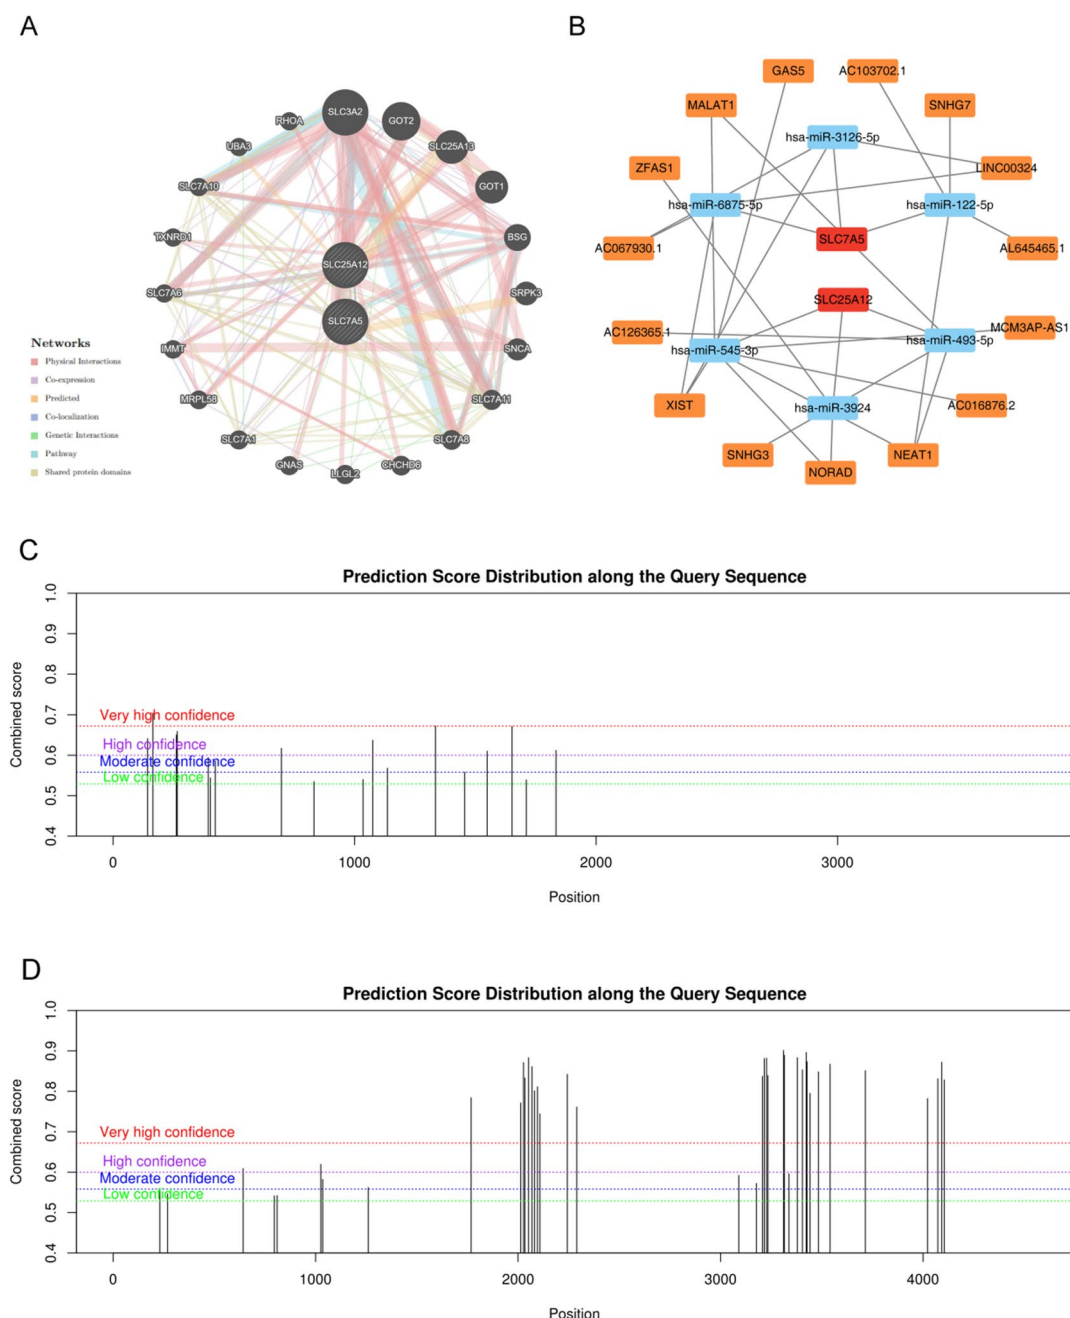 A
SLC3A2
GOT2
RHOA
SLC25A13
UBA3
GOT1
SLC7A10
BSG
TXNRD1
SLC25A12
SLC7A6
SRPK3
SLC7A5
IMMT
SNCA
MRPL58
SLC7A11
SLC7A1
SLC7A8
GNAS
LLGL2
CHCHD6
Networks
Physical Interactions
Co-expression
Predicted
Co-localization
Genetic Interactions
Pathway
Shared protein domains
B
GAS5
AC103702.1
MALAT1
SNHG7
hsa-miR-3126-5p
ZFAS1
LINC00324
hsa-miR-6875-5p
hsa-miR-122-5p
SLC7A5
AC067930.1
AL645465.1
SLC25A12
AC126365.1
MCM3AP-AS1
hsa-miR-545-3p
hsa-miR-493-5p
XIST
hsa-miR-3924
AC016876.2
SNHG3
NEAT1
NORAD
C
Prediction Score Distribution along the Query Sequence
Combined score
1.0
0.9
0.8
0.7
0.6
0.5
0.4
Very high confidence
High confidence
Moderate confidence
Low confidence
0 1000 2000 3000
Position
D
Prediction Score Distribution along the Query Sequence
Combined score
1.0
0.9
0.8
0.7
0.6
0.5
0.4
Very high confidence
High confidence
Moderate confidence
Low confidence
0 1000 2000 3000 4000
Position